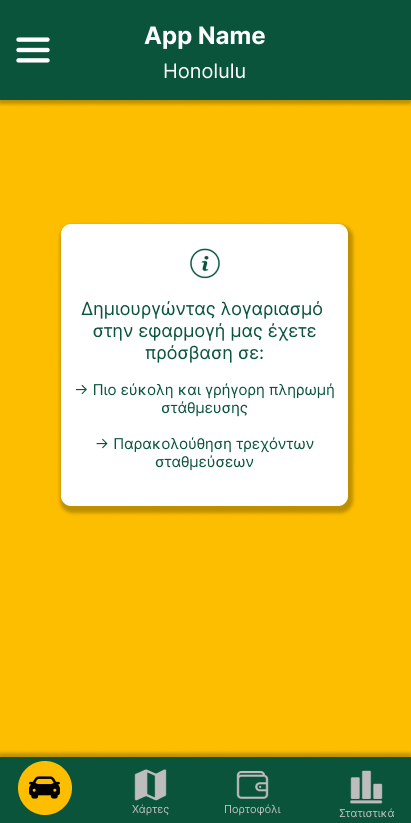 App Name
Honolulu
i
Δημιουργώντας λογαριασμό
στην εφαρμογή μας έχετε
πρόσβαση σε:
→ Πιο εύκολη και γρήγορη πληρωμή
στάθμευσης
→ Παρακολούθηση τρεχόντων
σταθμεύσεων
Χάρτες
Πορτοφόλι
Στατιστικά